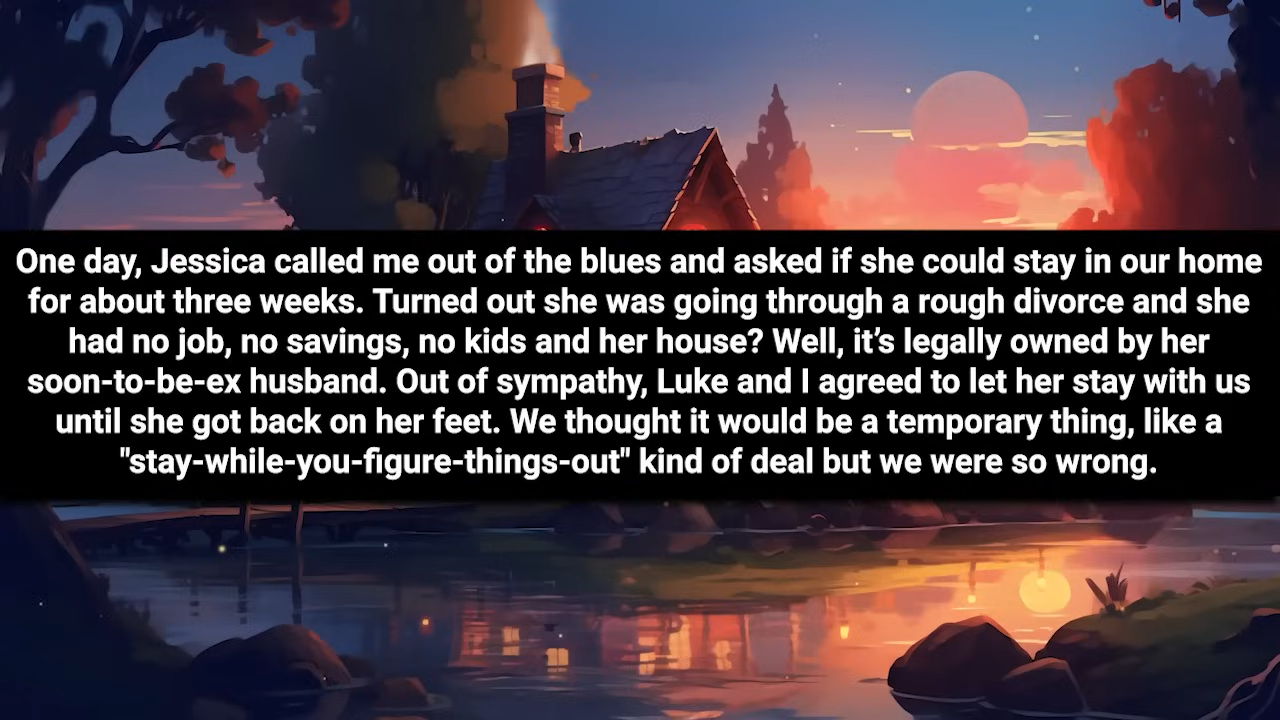 One day, Jessica called me out of the blues and asked if she could stay in our home
for about three weeks. Turned out she was going through a rough divorce and she
had no job, no savings, no kids and her house? Well, it’s legally owned by her
soon-to-be-ex husband. Out of sympathy, Luke and I agreed to let her stay with us
until she got back on her feet. We thought it would be a temporary thing, like a
"stay-while-you-figure-things-out" kind of deal but we were so wrong.